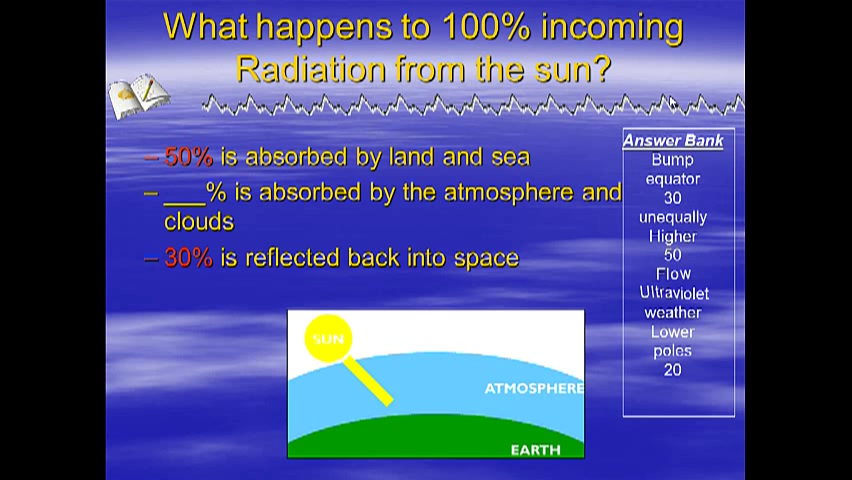 What happens to 100% incoming
Radiation from the sun?
– 50% is absorbed by land and sea
– ___% is absorbed by the atmosphere and
clouds
– 30% is reflected back into space
Answer Bank
Bump
equator
30
unequally
Higher
50
Flow
Ultraviolet
weather
Lower
poles
20
SUN
ATMOSPHERE
EARTH